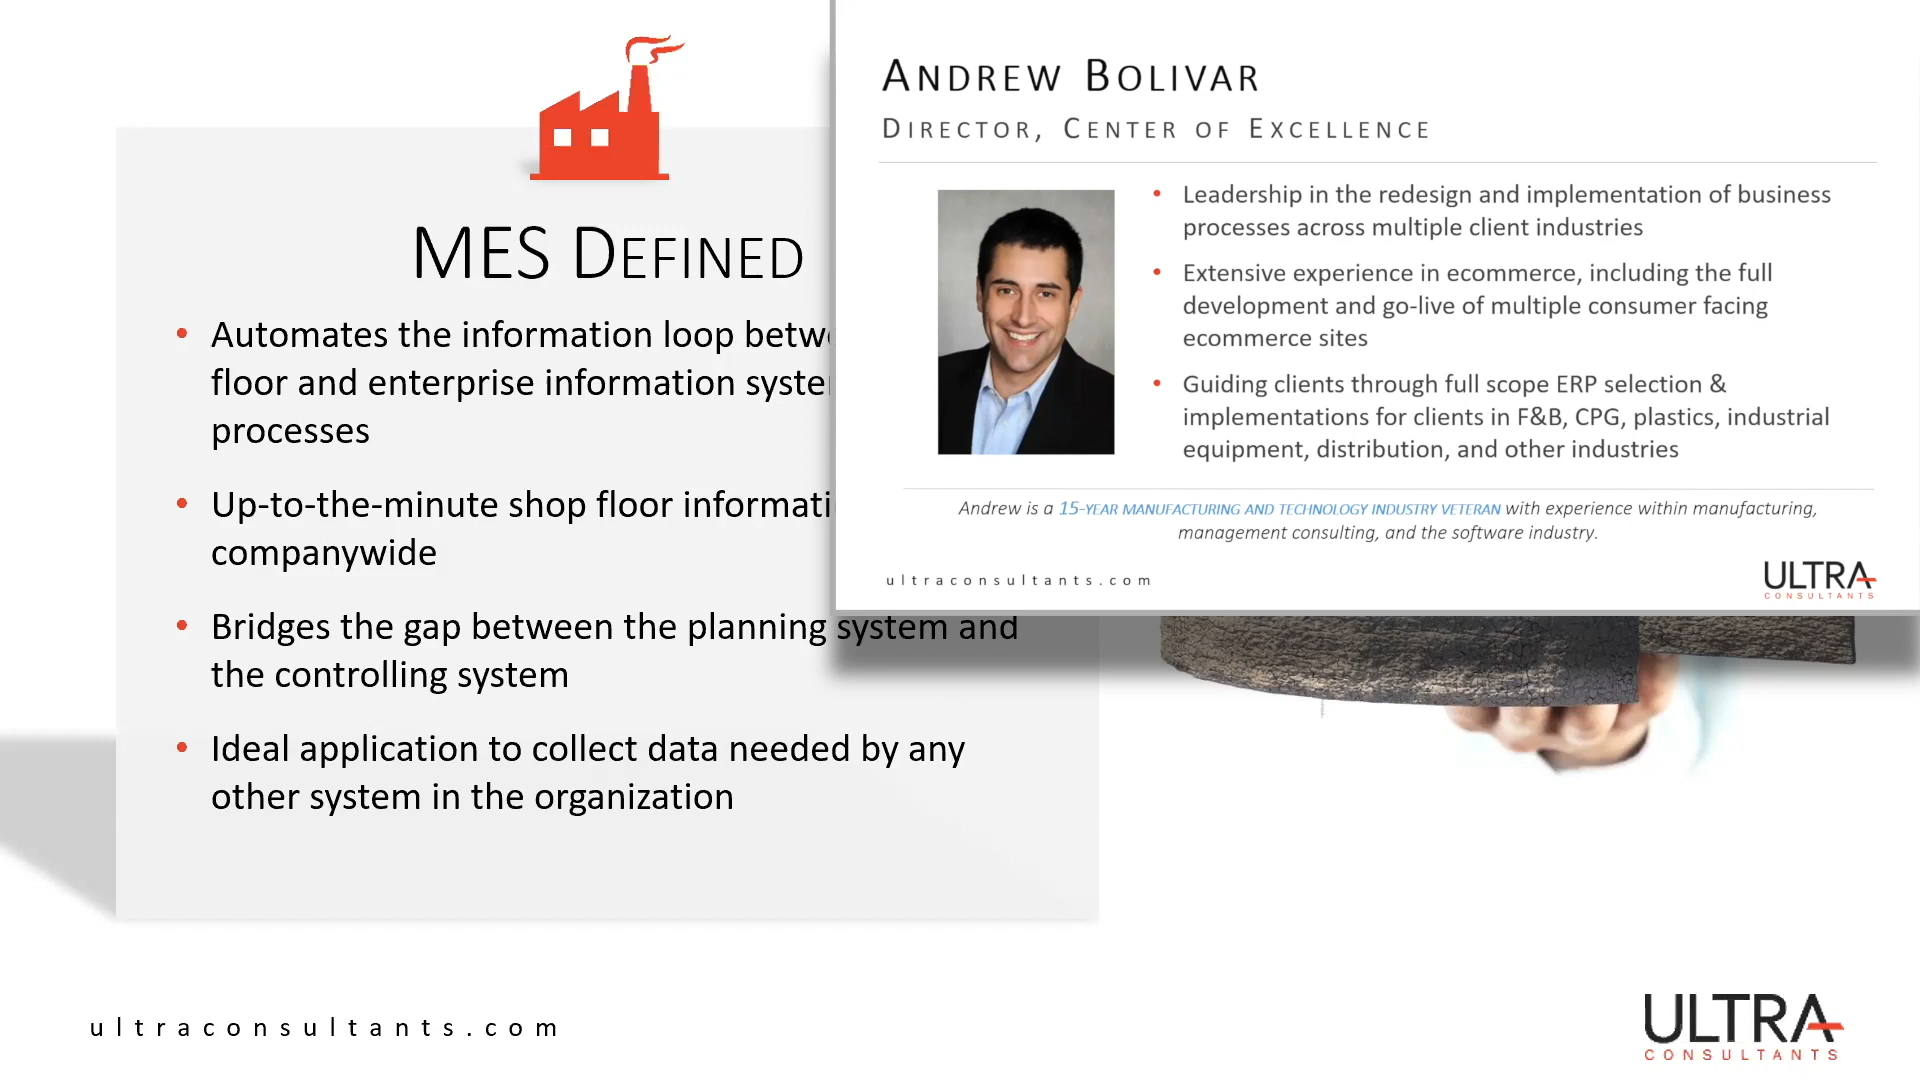 MES DEFINED
Automates the information loop
floor and enterprise information
processes
Up-to-the-minute shop floor
companywide
Bridges the gap between the planning system and
the controlling system
Ideal application to collect data needed by any
other system in the organization
ultraconsultants.com
ANDREW BOLIVAR
DIRECTOR, CENTER OF EXCELLENCE
• Leadership in the redesign and implementation of business
processes across multiple client industries
• Extensive experience in ecommerce, including the full
development and go-live of multiple consumer facing
ecommerce sites
• Guiding clients through full scope ERP selection &
implementations for clients in F&B, CPG, plastics, industrial
equipment, distribution, and other industries
Andrew is a 15-YEAR MANUFACTURING AND TECHNOLOGY INDUSTRY VETERAN with experience within manufacturing,
management consulting, and the software industry.
ultraconsultants.com
ULTRA
CONSULTANTS
ULTRA
CONSULTANTS